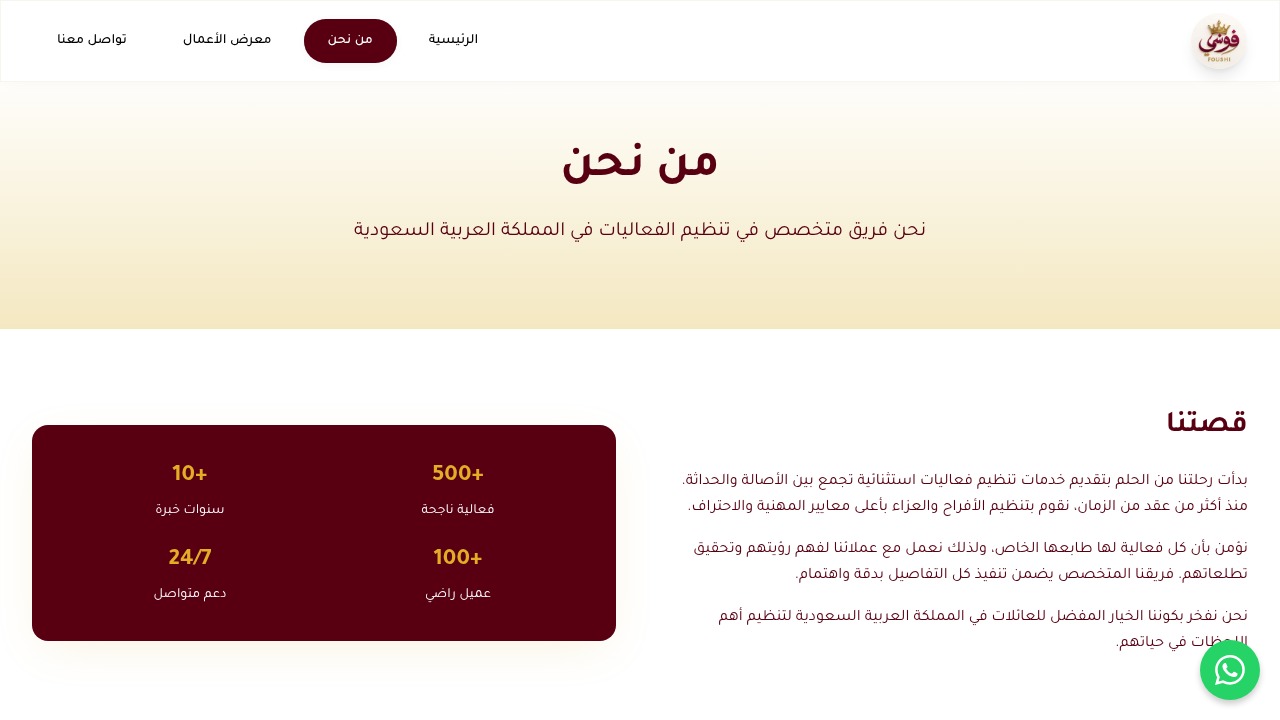 فوشي
FOUSHI
الرئيسية
من نحن
معرض الأعمال
تواصل معنا
من نحن
نحن فريق متخصص في تنظيم الفعاليات في المملكة العربية السعودية
قصتنا
بدأت رحلتنا من الحلم بتقديم خدمات تنظيم فعاليات استثنائية تجمع بين الأصالة والحداثة.
منذ أكثر من عقد من الزمان، نقوم بتنظيم الأفراح والعزاء بأعلى معايير المهنية والاحتراف.
نؤمن بأن كل فعالية لها طابعها الخاص، ولذلك نعمل مع عملائنا لفهم رؤيتهم وتحقيق
تطلعاتهم. فريقنا المتخصص يضمن تنفيذ كل التفاصيل بدقة واهتمام.
نحن نفخر بكوننا الخيار المفضل للعائلات في المملكة العربية السعودية لتنظيم أهم
اللحظات في حياتهم.
500+
فعالية ناجحة
10+
سنوات خبرة
100+
عميل راضي
24/7
دعم متواصل